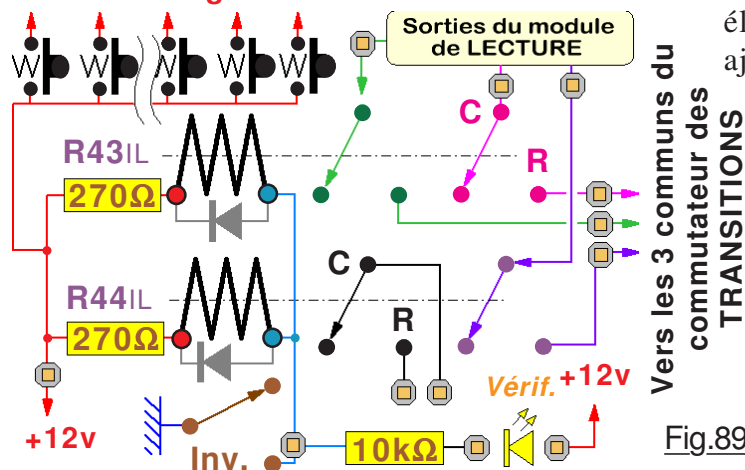 Sorties du module
de LECTURE
él
aj
W
W
W
W
W
C
R
R43IL
270Ω
C
R
R44IL
270Ω
+12v
Inv.
10kΩ
Vérif.
+12v
Vers les 3 communs du
commutateur des
TRANSITIONS
Fig.89